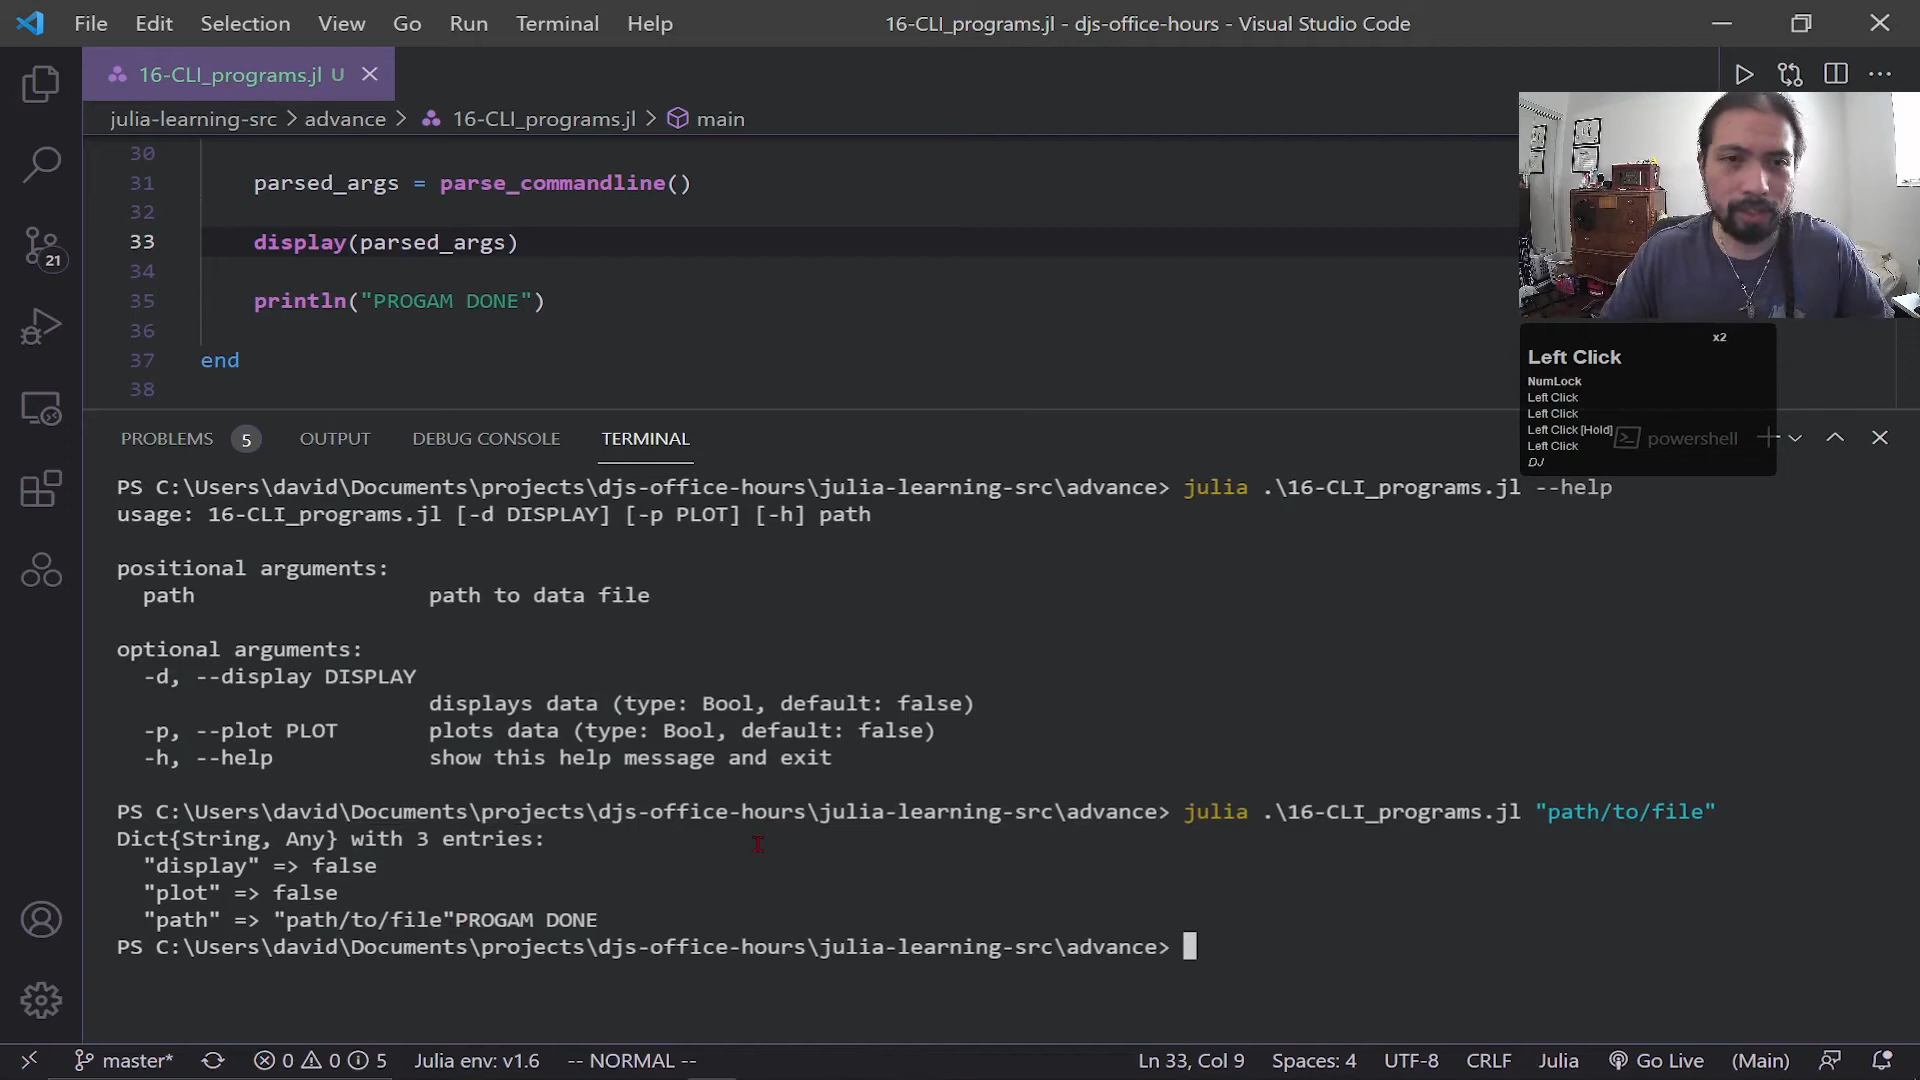 File Edit Selection View Go Run Terminal Help 16-CLI_programs.jl - djs-office-hours - Visual Studio Code
16-CLI_programs.jl U
julia-learning-src > advance > 16-CLI_programs.jl > main
30
31 parsed_args = parse_commandline()
32
33 display(parsed_args)
34
35 println("PROGAM DONE")
36
37 end
38
21
x2
Left Click
NumLock
Left Click
Left Click
Left Click [Hold]
Left Click
DJ
PROBLEMS 5 OUTPUT DEBUG CONSOLE TERMINAL powershell
PS C:\Users\david\Documents\projects\djs-office-hours\julia-learning-src\advance> julia .\16-CLI_programs.jl --help
usage: 16-CLI_programs.jl [-d DISPLAY] [-p PLOT] [-h] path
positional arguments:
path path to data file
optional arguments:
-d, --display DISPLAY
displays data (type: Bool, default: false)
-p, --plot PLOT plots data (type: Bool, default: false)
-h, --help show this help message and exit
PS C:\Users\david\Documents\projects\djs-office-hours\julia-learning-src\advance> julia .\16-CLI_programs.jl "path/to/file"
Dict{String, Any} with 3 entries:
"display" => false
"plot" => false
"path" => "path/to/file"PROGAM DONE
PS C:\Users\david\Documents\projects\djs-office-hours\julia-learning-src\advance>
master* 0 0 5 Julia env: v1.6 -- NORMAL -- Ln 33, Col 9 Spaces: 4 UTF-8 CRLF Julia Go Live (Main)